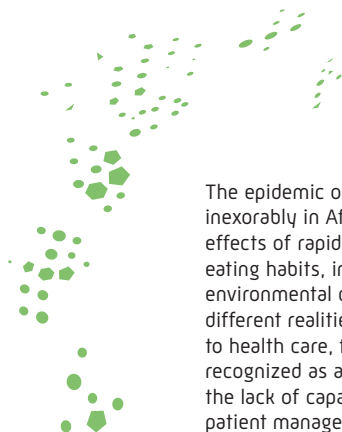 The epidemic o
inexorably in Af
effects of rapid
eating habits, in
environmental
different realitie
to health care, t
recognized as a
the lack of capa
patient manage